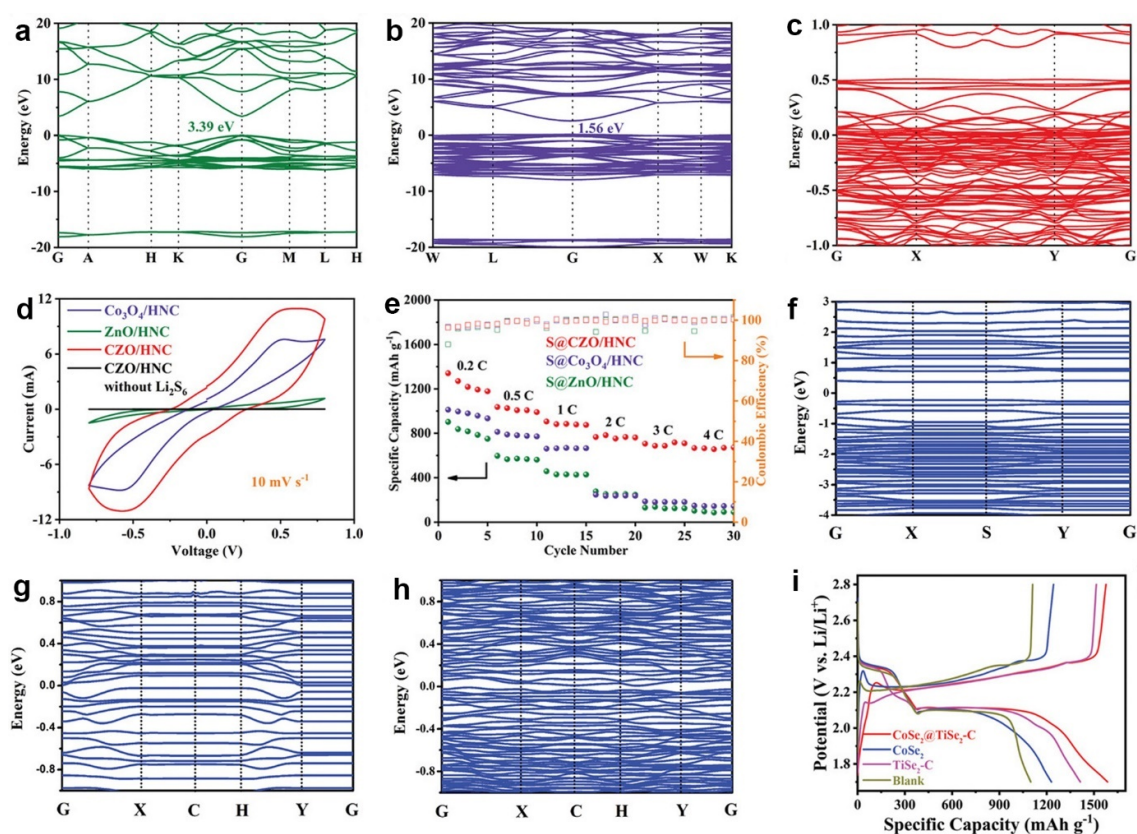 a
20
10
0
-10
-20
Energy (eV)
3.39 eV
G A H K G M L H
b
20
10
0
-10
-20
Energy (eV)
1.56 eV
W L G X W K
c
1.0
0.5
0.0
-0.5
-1.0
Energy (eV)
G X Y G
d
12
6
0
-6
-12
Current (mA)
Co₃O₄/HNC
ZnO/HNC
CZO/HNC
CZO/HNC
without Li₂S₆
10 mV s⁻¹
-1.0 -0.5 0.0 0.5 1.0
Voltage (V)
e
2000
1600
1200
800
400
0
Specific Capacity (mAh g⁻¹)
S@CZO/HNC
S@Co₃O₄/HNC
S@ZnO/HNC
0.2 C
0.5 C
1 C
2 C
3 C
4 C
100
80
60
40
20
0
Coulombic Efficiency (%)
0 5 10 15 20 25 30
Cycle Number
f
3
2
1
0
-1
-2
-3
-4
Energy (eV)
G X S Y G
g
0.8
0.4
0.0
-0.4
-0.8
Energy (eV)
G X C H Y G
h
0.8
0.4
0.0
-0.4
-0.8
Energy (eV)
G X C H Y G
i
2.8
2.6
2.4
2.2
2.0
1.8
1.6
Potential (V vs. Li/Li⁺)
CoSe₂@TiSe₂-C
CoSe₂
TiSe₂-C
Blank
0 300 600 900 1200 1500
Specific Capacity (mAh g⁻¹)